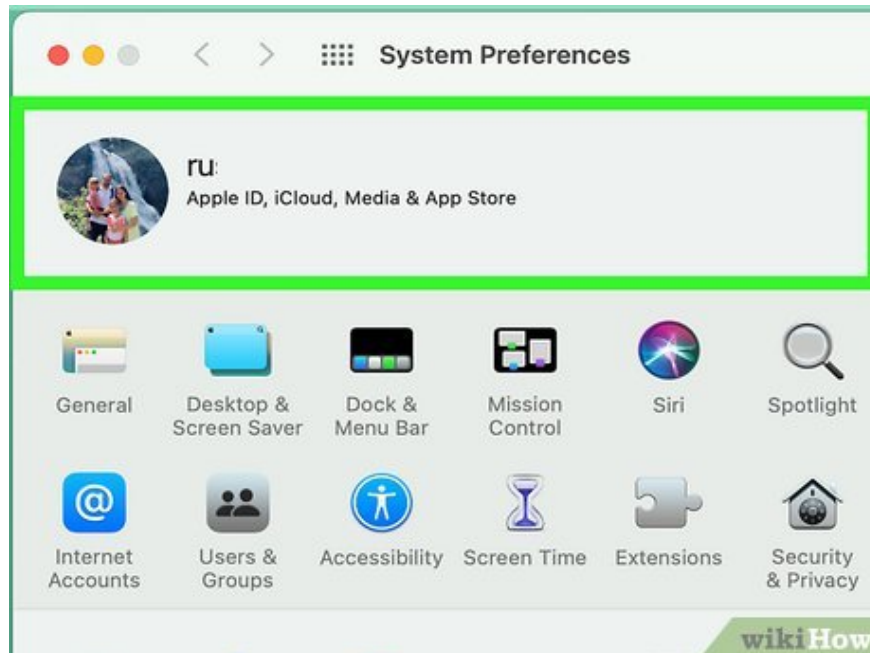 System Preferences
ru
Apple ID, iCloud, Media & App Store
General
Desktop &
Screen Saver
Dock &
Menu Bar
Mission
Control
Siri
Spotlight
@
Internet
Accounts
Users &
Groups
Accessibility
Screen Time
Extensions
Security
& Privacy
wikiHow